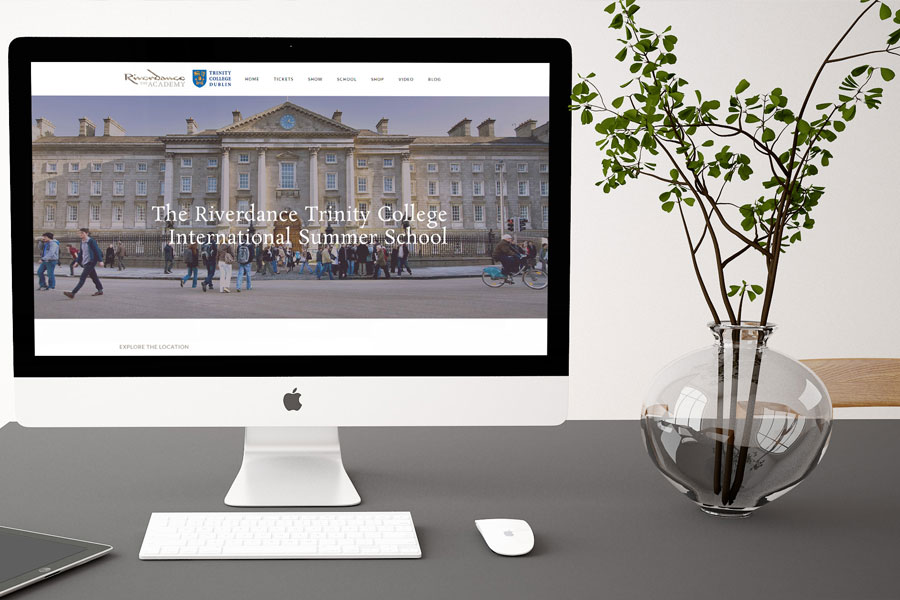 Riverdance
THE ACADEMY
TRINITY
COLLEGE
DUBLIN
HOME TICKETS SHOW SCHOOL SHOP VIDEO BLOG
The Riverdance Trinity College
International Summer School
EXPLORE THE LOCATION